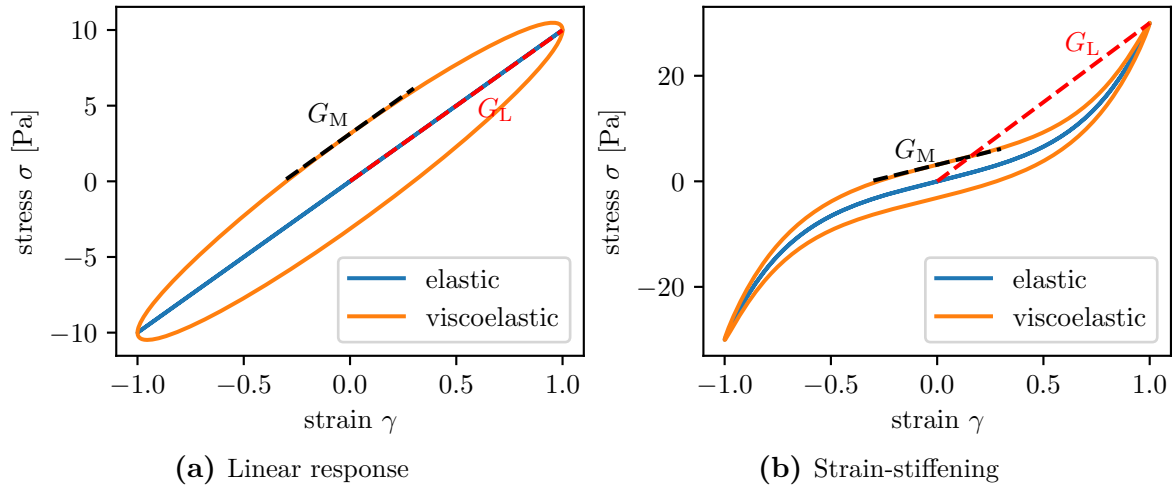 10
5
0
−5
−10
stress σ [Pa]
G_M
G_L
elastic
viscoelastic
−1.0 −0.5 0.0 0.5 1.0
strain γ
(a) Linear response
20
0
−20
stress σ [Pa]
G_L
G_M
elastic
viscoelastic
−1.0 −0.5 0.0 0.5 1.0
strain γ
(b) Strain-stiffening